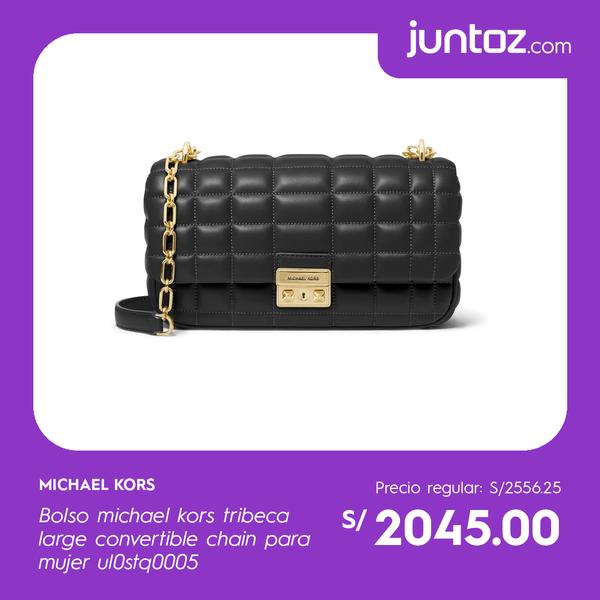 juntoz.com
MICHAEL KORS
MICHAEL KORS
Bolso michael kors tribeca
large convertible chain para
mujer ul0stq0005
Precio regular: S/2556.25
S/ 2045.00